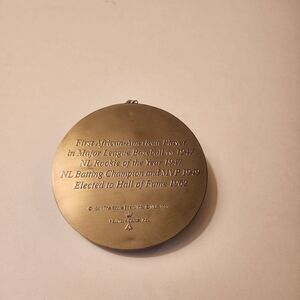 First African-American Player
in Major League Baseball in 1947
NL Rookie of the Year 1947
NL Batting Champion and MVP 1949
Elected to Hall of Fame 1962